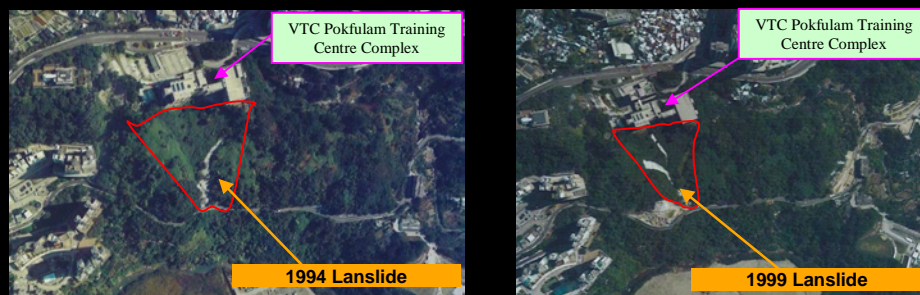 VTC Pokfulam Training
Centre Complex
1994 Lanslide
VTC Pokfulam Training
Centre Complex
1999 Lanslide